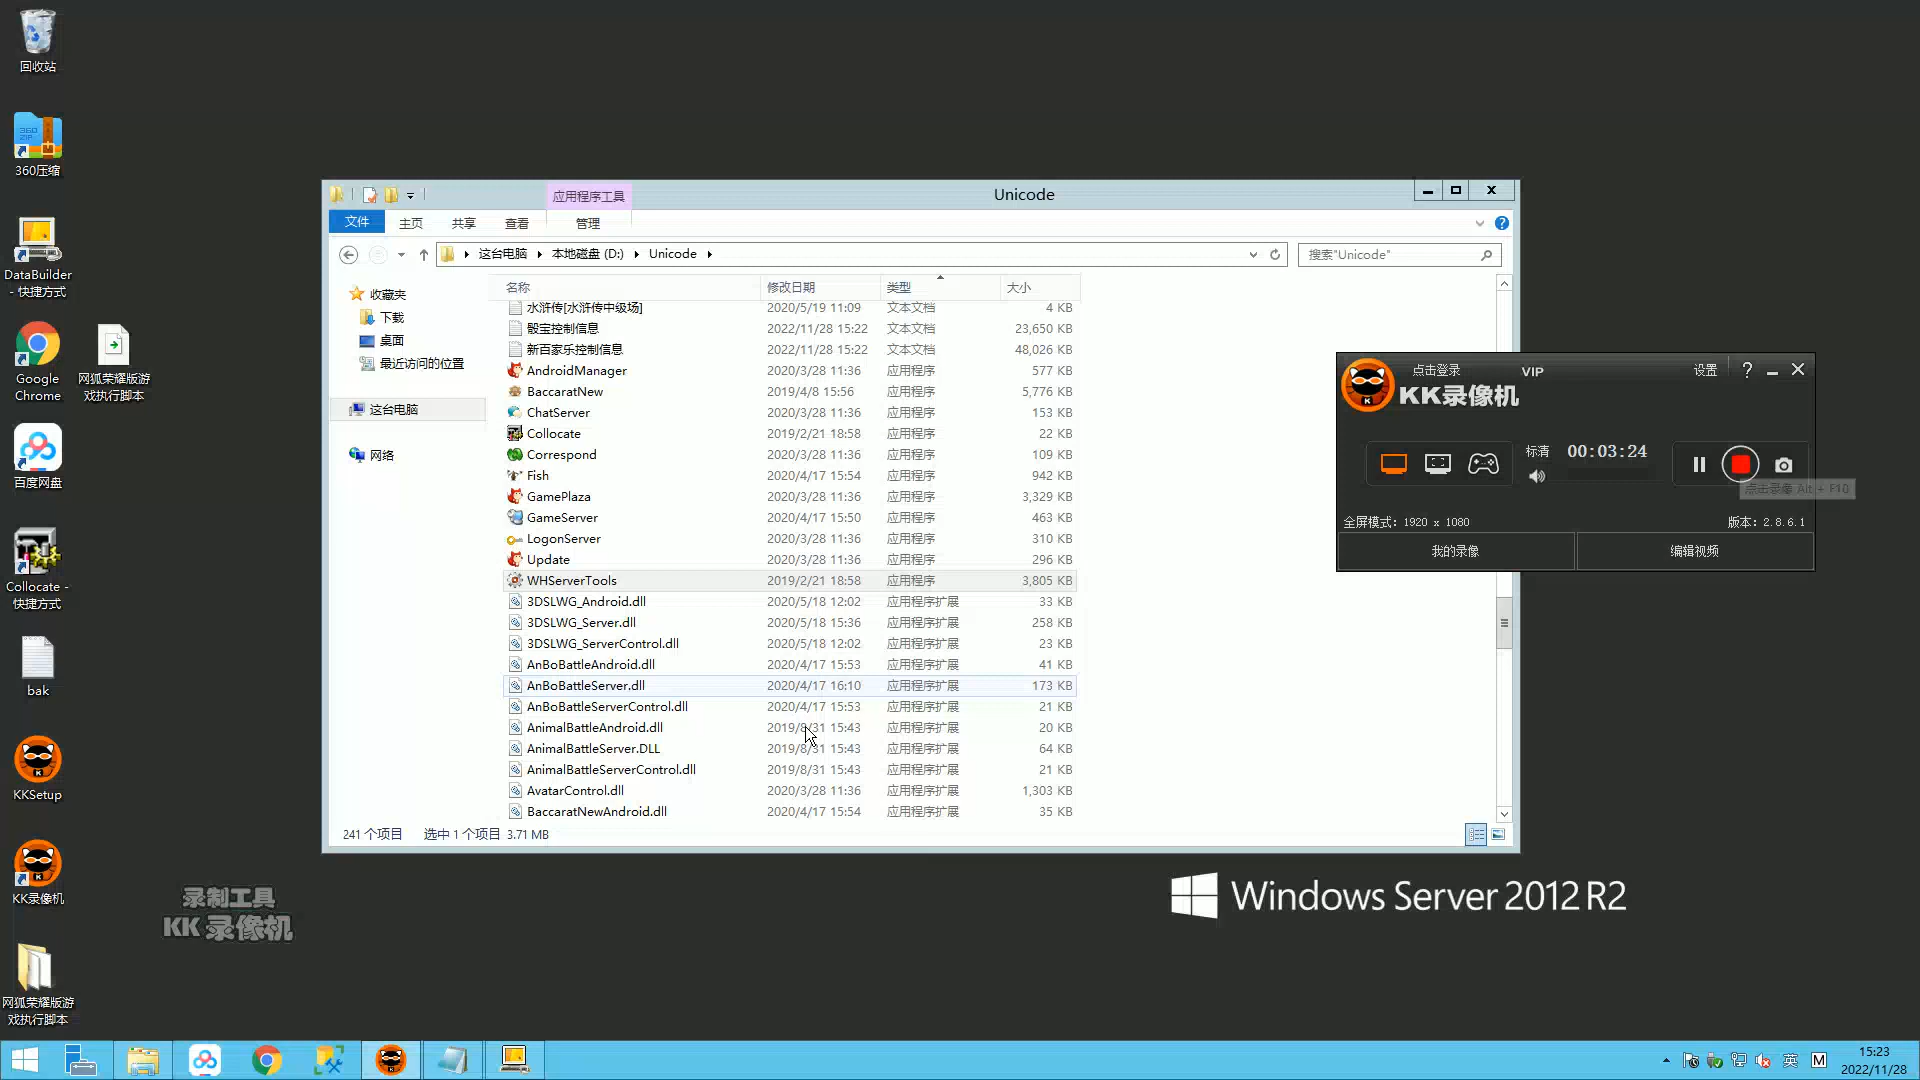 回收站
360压缩
DataBuilder
- 快捷方式
Google
Chrome
网狐荣耀版游
戏执行脚本
百度网盘
Collocate -
快捷方式
bak
KKSetup
KK录像机
网狐荣耀版游
戏执行脚本
录制工具
KK 录像机
应用程序工具
Unicode
文件
主页
共享
查看
管理
这台电脑
本地磁盘 (D:)
Unicode
搜索"Unicode"
收藏夹
下载
桌面
最近访问的位置
这台电脑
网络
名称 修改日期 类型 大小
水浒传[水浒传中级场] 2020/5/19 11:09 文本文档 4 KB
骰宝控制信息 2022/11/28 15:22 文本文档 23,650 KB
新百家乐控制信息 2022/11/28 15:22 文本文档 48,026 KB
AndroidManager 2020/3/28 11:36 应用程序 577 KB
BaccaratNew 2019/4/8 15:56 应用程序 5,776 KB
ChatServer 2020/3/28 11:36 应用程序 153 KB
Collocate 2019/2/21 18:58 应用程序 22 KB
Correspond 2020/3/28 11:36 应用程序 109 KB
Fish 2020/4/17 15:54 应用程序 942 KB
GamePlaza 2020/3/28 11:36 应用程序 3,329 KB
GameServer 2020/4/17 15:50 应用程序 463 KB
LogonServer 2020/3/28 11:36 应用程序 310 KB
Update 2020/3/28 11:36 应用程序 296 KB
WHServerTools 2019/2/21 18:58 应用程序 3,805 KB
3DSLWG_Android.dll 2020/5/18 12:02 应用程序扩展 33 KB
3DSLWG_Server.dll 2020/5/18 15:36 应用程序扩展 258 KB
3DSLWG_ServerControl.dll 2020/5/18 12:02 应用程序扩展 23 KB
AnBoBattleAndroid.dll 2020/4/17 15:53 应用程序扩展 41 KB
AnBoBattleServer.dll 2020/4/17 16:10 应用程序扩展 173 KB
AnBoBattleServerControl.dll 2020/4/17 15:53 应用程序扩展 21 KB
AnimalBattleAndroid.dll 2019/8/31 15:43 应用程序扩展 20 KB
AnimalBattleServer.DLL 2019/8/31 15:43 应用程序扩展 64 KB
AnimalBattleServerControl.dll 2019/8/31 15:43 应用程序扩展 21 KB
AvatarControl.dll 2020/3/28 11:36 应用程序扩展 1,303 KB
BaccaratNewAndroid.dll 2020/4/17 15:54 应用程序扩展 35 KB
241 个项目 选中 1 个项目 3.71 MB
点击登录 VIP 设置 ?
KK录像机
标清 00:03:24
点击录像 Alt + F10
全屏模式: 1920 x 1080 版本: 2.8.6.1
我的录像 编辑视频
Windows Server 2012 R2
英 M
15:23
2022/11/28